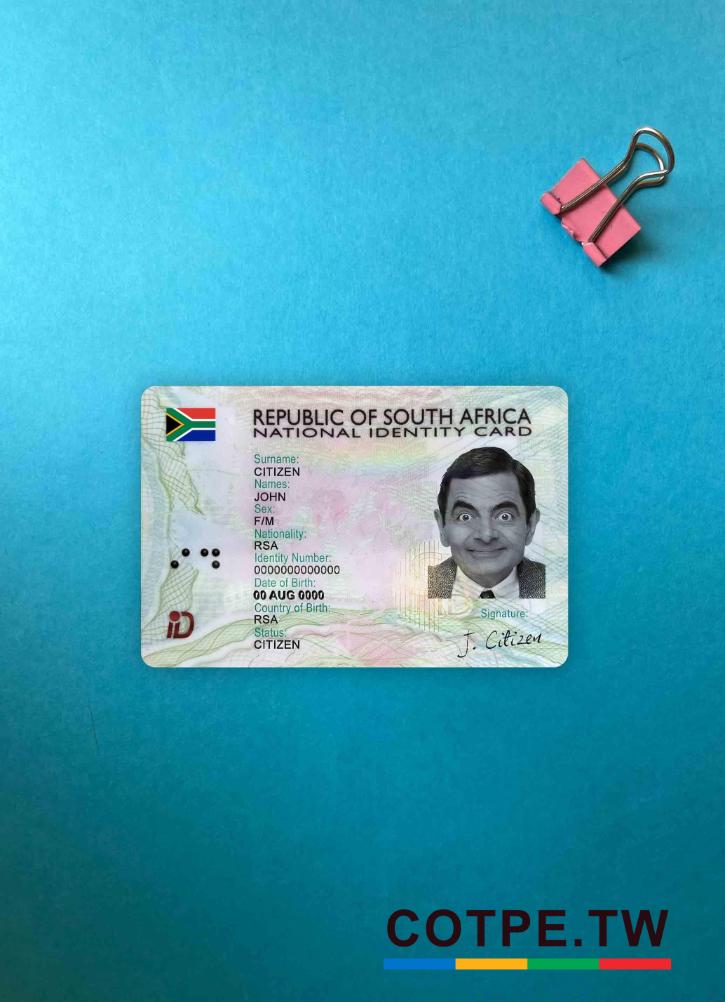 REPUBLIC OF SOUTH AFRICA
NATIONAL IDENTITY CARD
Surname:
CITIZEN
Names:
JOHN
Sex:
F/M
Nationality:
RSA
Identity Number:
0000000000000
Date of Birth:
00 AUG 0000
Country of Birth:
RSA
Status:
CITIZEN
Signature:
J. Citizen
iD
COTPE.TW